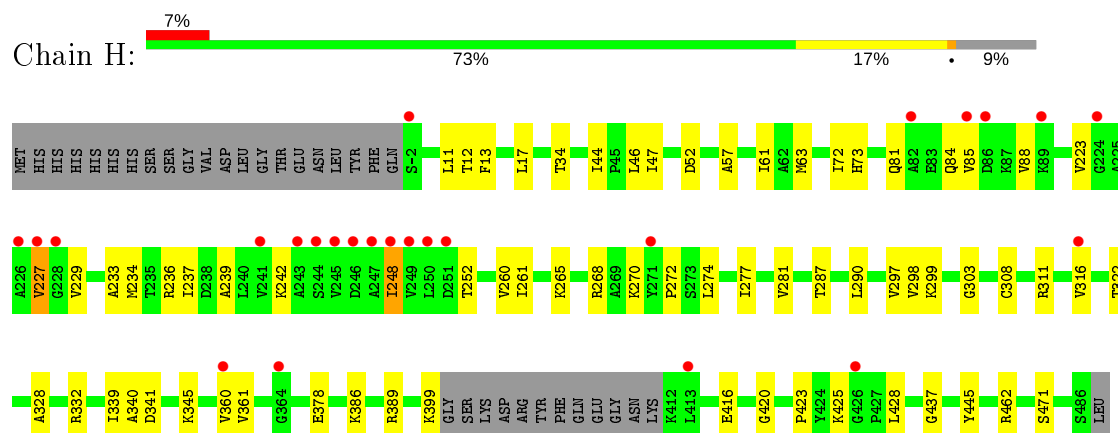 7%
Chain H:
73% 17% • 9%
MET HIS HIS HIS HIS HIS HIS SER SER GLY VAL ASP LEU GLY THR GLU ASN LEU TYR PHE GLN S-2 L11 T12 F13 L17 T34 I44 P45 L46 I47 D52 A57 I61 A62 M63 I72 H73 Q81 A82 E83 Q84 V85 D86 K87 V88 K89 V223 G224 A225
A226 V227 G228 V229 A233 M234 T235 R236 I237 D238 A239 L240 V241 K242 A243 S244 V245 D246 A247 I248 V249 L250 D251 T252 V260 I261 K265 R268 A269 K270 Y271 P272 S273 L274 I277 V281 T287 L290 V297 V298 K299 G303 C308 R311 V316 T322
A328 R332 I339 A340 D341 K345 V360 V361 G364 E378 K386 R389 K399 GLY SER LYS ASP ARG TYR PHE GLN GLU GLY ASN LYS K412 L413 E416 G420 P423 Y424 K425 G426 P427 L428 G437 Y445 R462 S471 S486 LEU